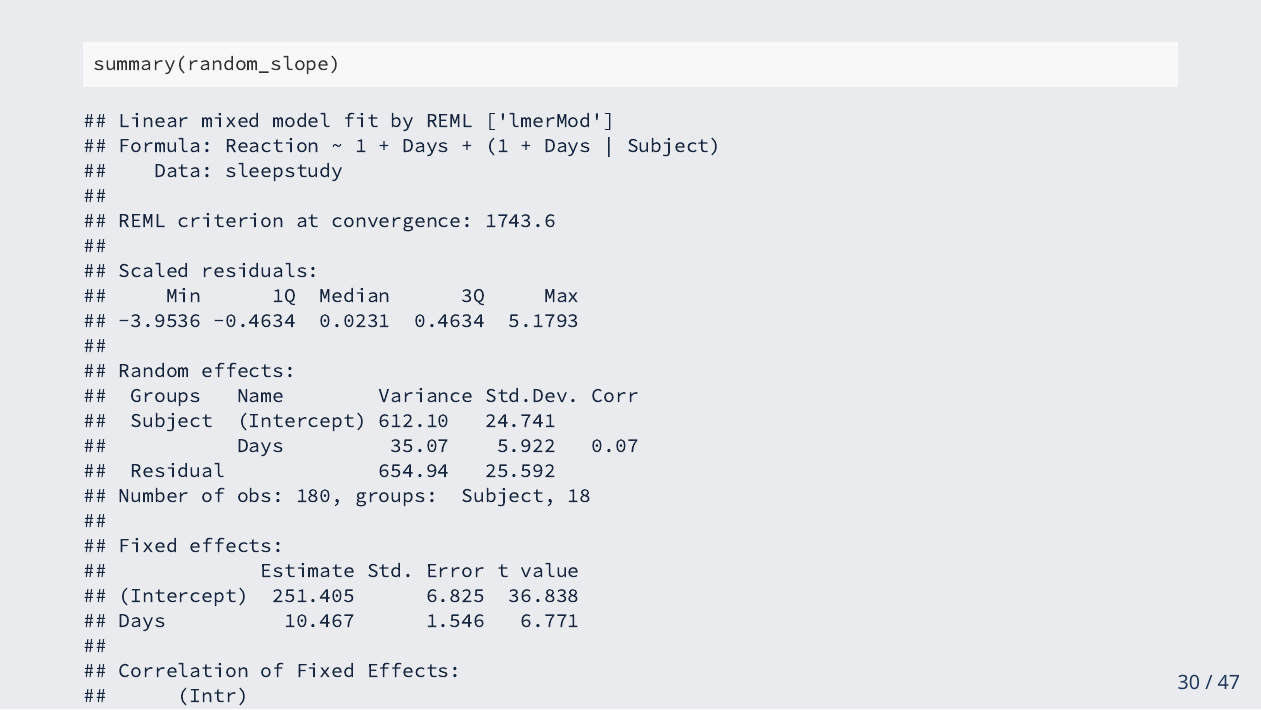 summary(random_slope)
## Linear mixed model fit by REML ['lmerMod']
## Formula: Reaction ~ 1 + Days + (1 + Days | Subject)
##    Data: sleepstudy
##
## REML criterion at convergence: 1743.6
##
## Scaled residuals:
##     Min      1Q  Median      3Q     Max
## −3.9536 −0.4634  0.0231  0.4634  5.1793
##
## Random effects:
##  Groups   Name        Variance Std.Dev. Corr
##  Subject  (Intercept) 612.10   24.741
##           Days         35.07    5.922   0.07
##  Residual             654.94   25.592
## Number of obs: 180, groups:  Subject, 18
##
## Fixed effects:
##             Estimate Std. Error t value
## (Intercept)  251.405      6.825  36.838
## Days          10.467      1.546   6.771
##
## Correlation of Fixed Effects:
##      (Intr)
30 / 47